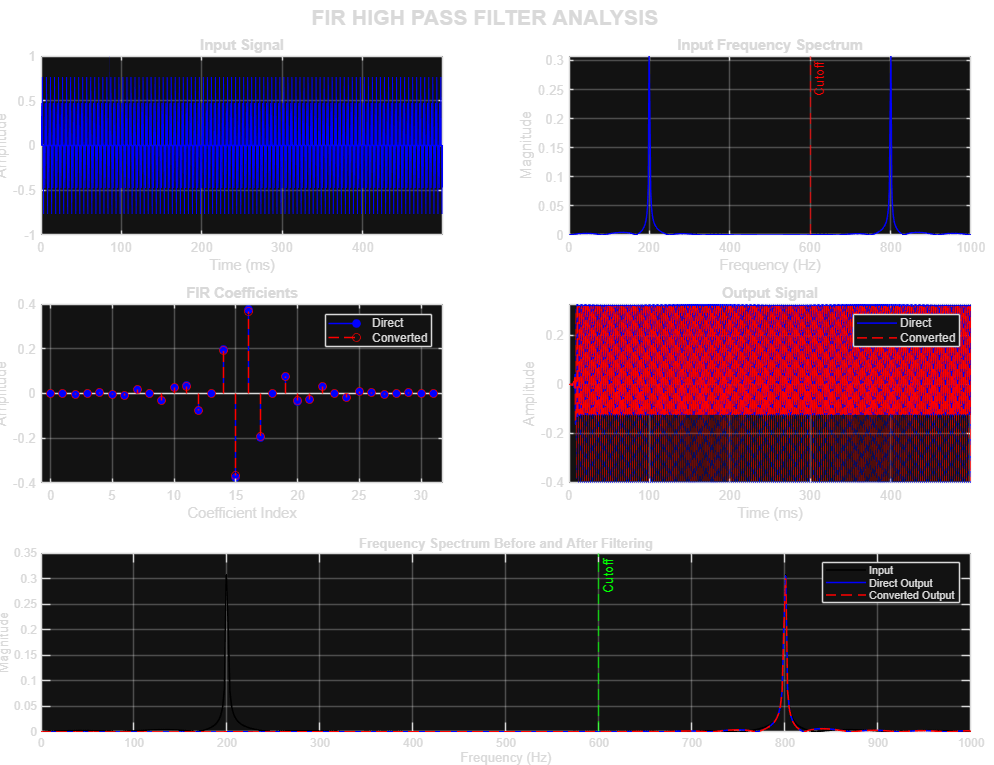 FIR HIGH PASS FILTER ANALYSIS
Input Signal
1
0.5
0
-0.5
-1
0 100 200 300 400
Time (ms)
Amplitude
Input Frequency Spectrum
0.3
0.25
0.2
0.15
0.1
0.05
0
0 200 400 600 800 1000
Frequency (Hz)
Magnitude
Cutoff
FIR Coefficients
0.4
0.2
0
-0.2
-0.4
0 5 10 15 20 25 30
Coefficient Index
Amplitude
Direct
Converted
Output Signal
0.2
0
-0.2
-0.4
0 100 200 300 400
Time (ms)
Amplitude
Direct
Converted
Frequency Spectrum Before and After Filtering
0.35
0.3
0.25
0.2
0.15
0.1
0.05
0
0 100 200 300 400 500 600 700 800 900 1000
Frequency (Hz)
Magnitude
Cutoff
Input
Direct Output
Converted Output